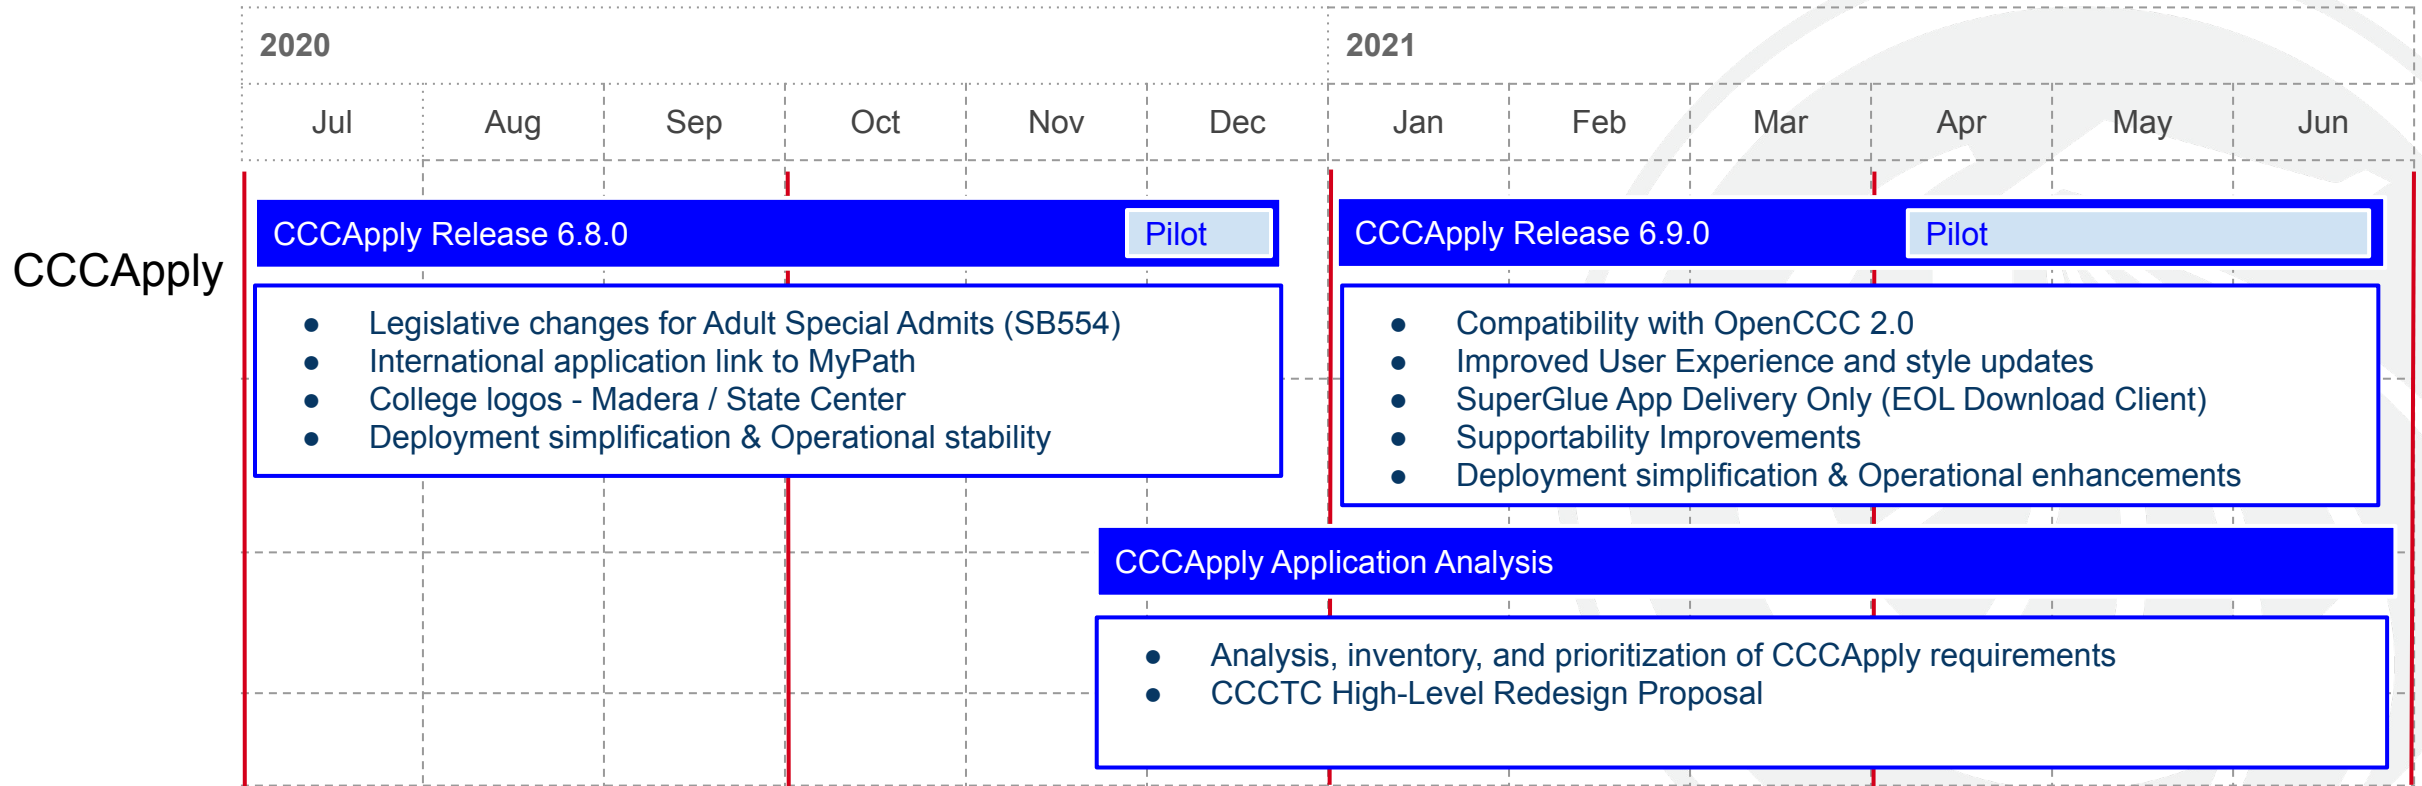 2020 2021
Jul Aug Sep Oct Nov Dec Jan Feb Mar Apr May Jun
CCCApply
CCCApply Release 6.8.0 Pilot
● Legislative changes for Adult Special Admits (SB554)
● International application link to MyPath
● College logos - Madera / State Center
● Deployment simplification & Operational stability
CCCApply Release 6.9.0 Pilot
● Compatibility with OpenCCC 2.0
● Improved User Experience and style updates
● SuperGlue App Delivery Only (EOL Download Client)
● Supportability Improvements
● Deployment simplification & Operational enhancements
CCCApply Application Analysis
● Analysis, inventory, and prioritization of CCCApply requirements
● CCCTC High-Level Redesign Proposal